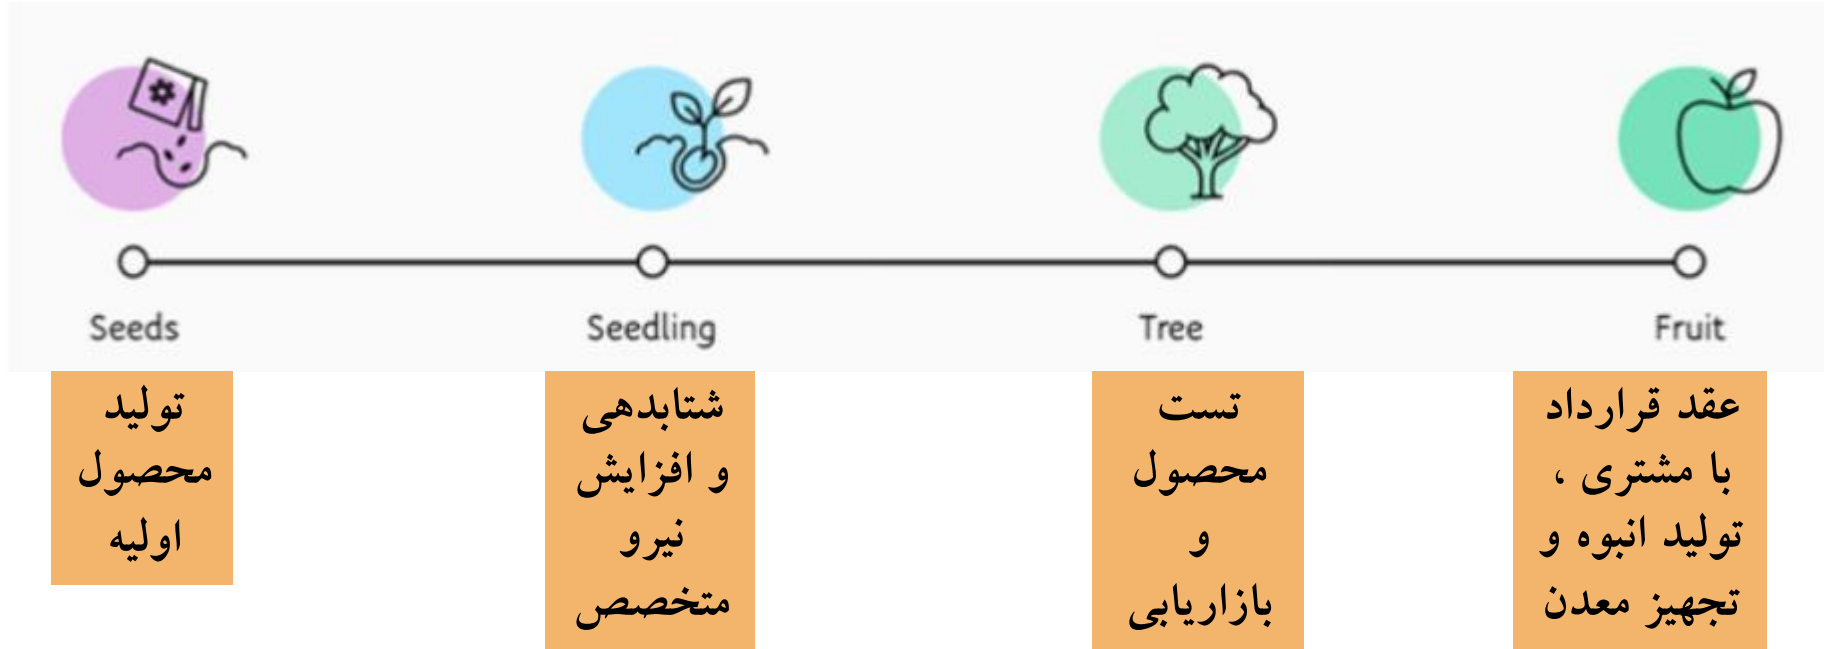 Seeds
Seedling
Tree
Fruit
تولید
محصول
اولیه
شتابدهی
و افزایش
نیرو
متخصص
تست
محصول
و
بازاریابی
عقد قرارداد
با مشتری ،
تولید انبوه و
تجهیز معدن